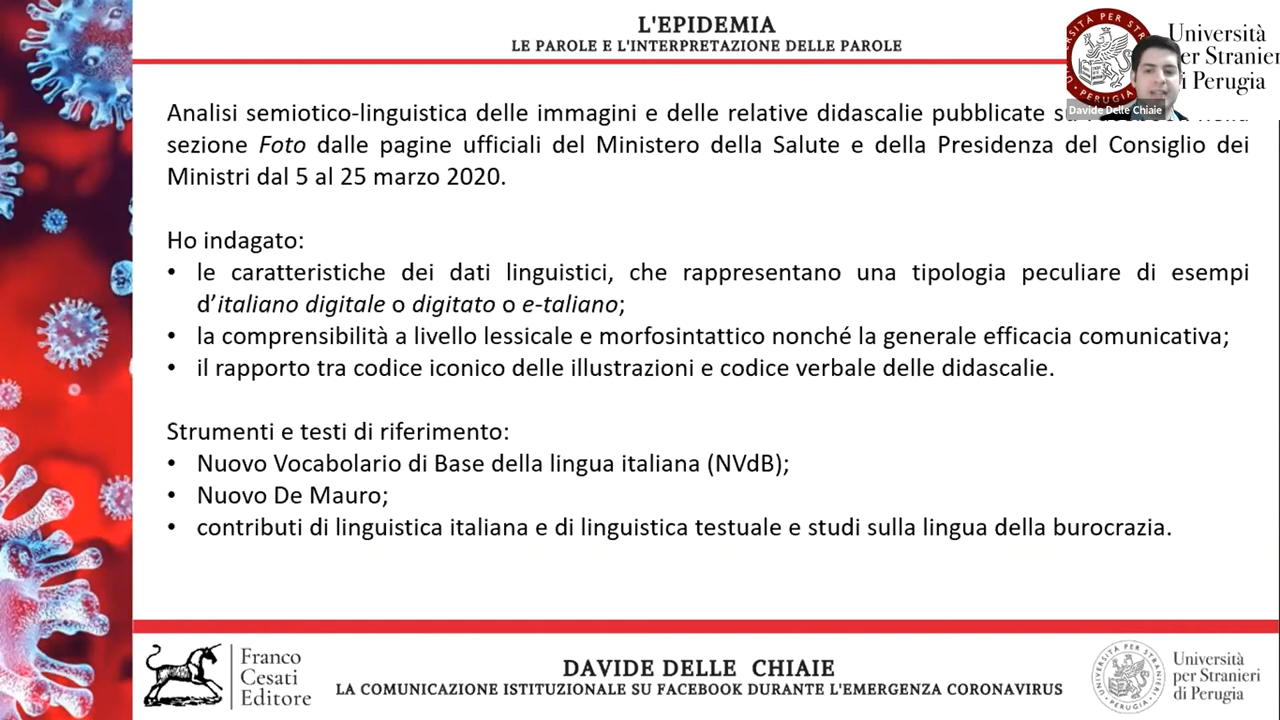 L'EPIDEMIA
LE PAROLE E L'INTERPRETAZIONE DELLE PAROLE
Università
per Stranieri
di Perugia
PERUGIA
Davide Delle Chiaie
Analisi semiotico-linguistica delle immagini e delle relative didascalie pubblicate
sezione Foto dalle pagine ufficiali del Ministero della Salute e della Presidenza del Consiglio dei
Ministri dal 5 al 25 marzo 2020.
Ho indagato:
• le caratteristiche dei dati linguistici, che rappresentano una tipologia peculiare di esempi
d'italiano digitale o digitato o e-taliano;
• la comprensibilità a livello lessicale e morfosintattico nonché la generale efficacia comunicativa;
• il rapporto tra codice iconico delle illustrazioni e codice verbale delle didascalie.
Strumenti e testi di riferimento:
• Nuovo Vocabolario di Base della lingua italiana (NVdB);
• Nuovo De Mauro;
• contributi di linguistica italiana e di linguistica testuale e studi sulla lingua della burocrazia.
Franco
Cesati
Editore
DAVIDE DELLE CHIAIE
LA COMUNICAZIONE ISTITUZIONALE SU FACEBOOK DURANTE L'EMERGENZA CORONAVIRUS
Università
per Stranieri
di Perugia